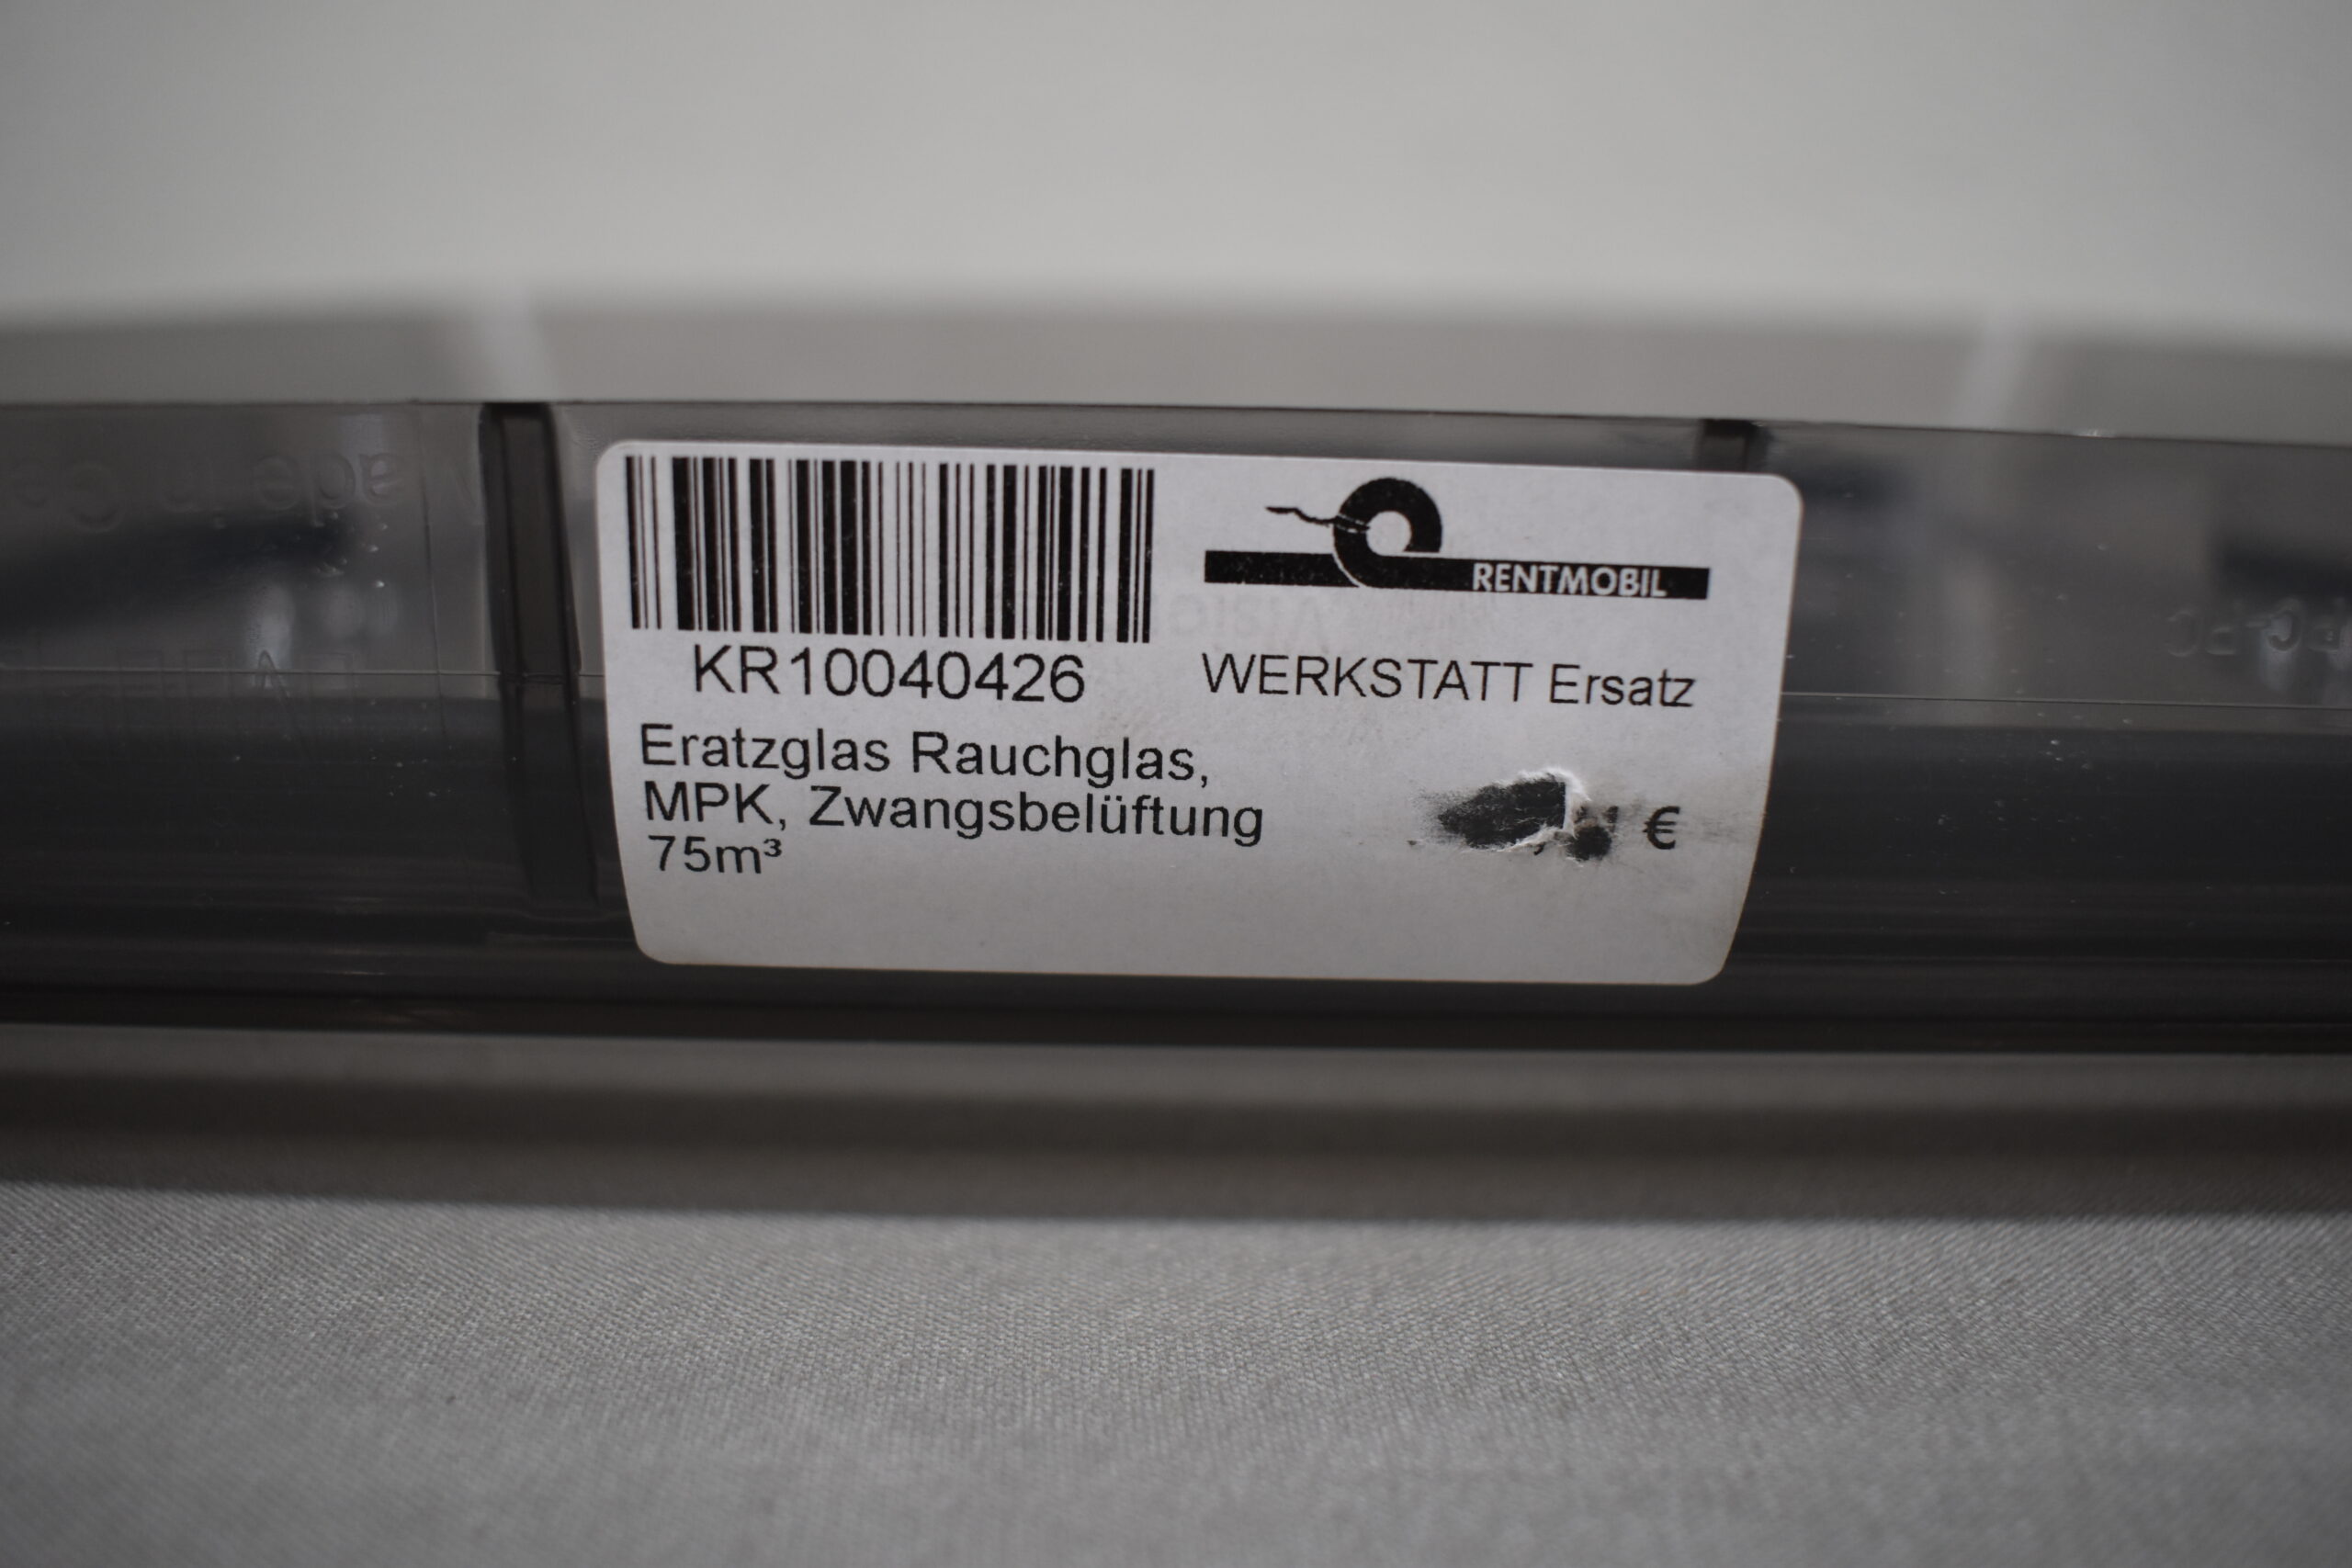 RENTMOBIL
KR10040426
WERKSTATT Ersatz
Eratzglas Rauchglas,
MPK, Zwangsbelüftung
75m³
€